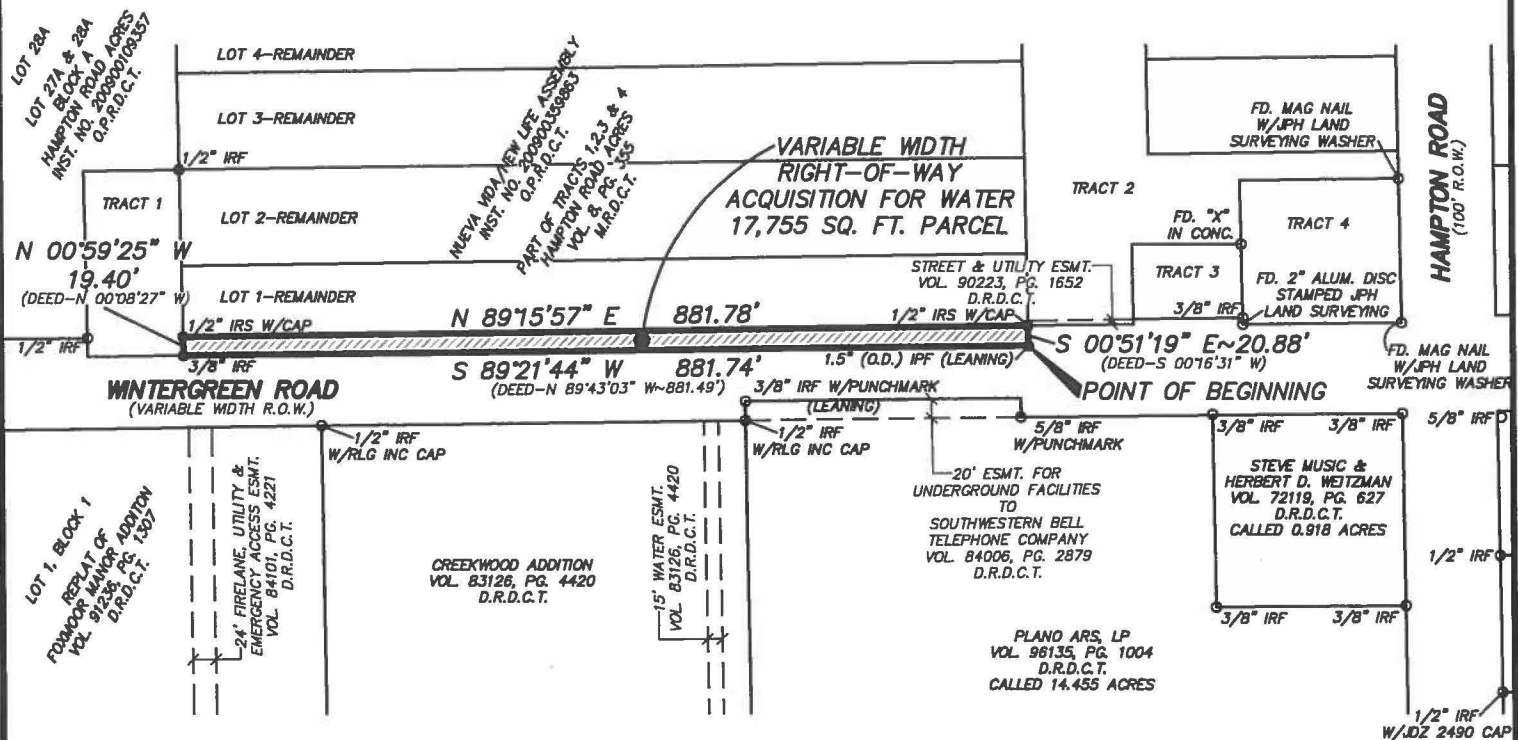 LOT 28A
LOT 27A & 28A
BLOCK A
HAMPTON ROAD ACRES
INST. NO. 200900109357
O.P.R.D.C.T.
LOT 4-REMAINDER
LOT 3-REMAINDER
1/2" IRF
TRACT 1
LOT 2-REMAINDER
N 00°59'25" W
19.40'
(DEED-N 00°08'27" W)
LOT 1-REMAINDER
NUEVA VIDA/NEW LIFE ASSEMBLY
INST. NO. 200900359863
O.P.R.D.C.T.
PART OF TRACTS 1,2,3 & 4
HAMPTON ROAD ACRES
VOL. 8, PG. 355
M.R.D.C.T.
VARIABLE WIDTH
RIGHT-OF-WAY
ACQUISITION FOR WATER
17,755 SQ. FT. PARCEL
STREET & UTILITY ESMT.
VOL. 90223, PG. 1652
D.R.D.C.T.
TRACT 2
FD. MAG NAIL
W/JPH LAND
SURVEYING WASHER
FD. "X"
IN CONC.
TRACT 4
TRACT 3
FD. 2" ALUM. DISC
STAMPED JPH
LAND SURVEYING
3/8" IRF
HAMPTON ROAD
(100' R.O.W.)
1/2" IRF
1/2" IRS W/CAP
N 89°15'57" E 881.78'
1/2" IRS W/CAP
3/8" IRF
S 89°21'44" W 881.74'
(DEED-N 89°43'03" W~881.49')
1.5" (O.D.) IPF (LEANING)
S 00°51'19" E~20.88'
(DEED-S 00°16'31" W)
FD. MAG NAIL
W/JPH LAND
SURVEYING WASHER
WINTERGREEN ROAD
(VARIABLE WIDTH R.O.W.)
3/8" IRF W/PUNCHMARK
(LEANING)
POINT OF BEGINNING
1/2" IRF
W/RLG INC CAP
1/2" IRF
W/RLG INC CAP
5/8" IRF
W/PUNCHMARK
3/8" IRF
3/8" IRF
5/8" IRF
LOT 1, BLOCK 1
REPLAT OF
FOXMOOR MANOR ADDITON
VOL. 91236, PG. 1307
D.R.D.C.T.
24' FIRELANE, UTILITY &
EMERGENCY ACCESS ESMT.
VOL. 84101, PG. 4221
D.R.D.C.T.
CREEKWOOD ADDITION
VOL. 83126, PG. 4420
D.R.D.C.T.
15' WATER ESMT.
VOL. 83126, PG. 4420
D.R.D.C.T.
20' ESMT. FOR
UNDERGROUND FACILITIES
TO
SOUTHWESTERN BELL
TELEPHONE COMPANY
VOL. 84006, PG. 2879
D.R.D.C.T.
STEVE MUSIC &
HERBERT D. WEITZMAN
VOL. 72119, PG. 627
D.R.D.C.T.
CALLED 0.918 ACRES
1/2" IRF
3/8" IRF
3/8" IRF
PLANO ARS, LP
VOL. 96135, PG. 1004
D.R.D.C.T.
CALLED 14.455 ACRES
1/2" IRF
W/JDZ 2490 CAP